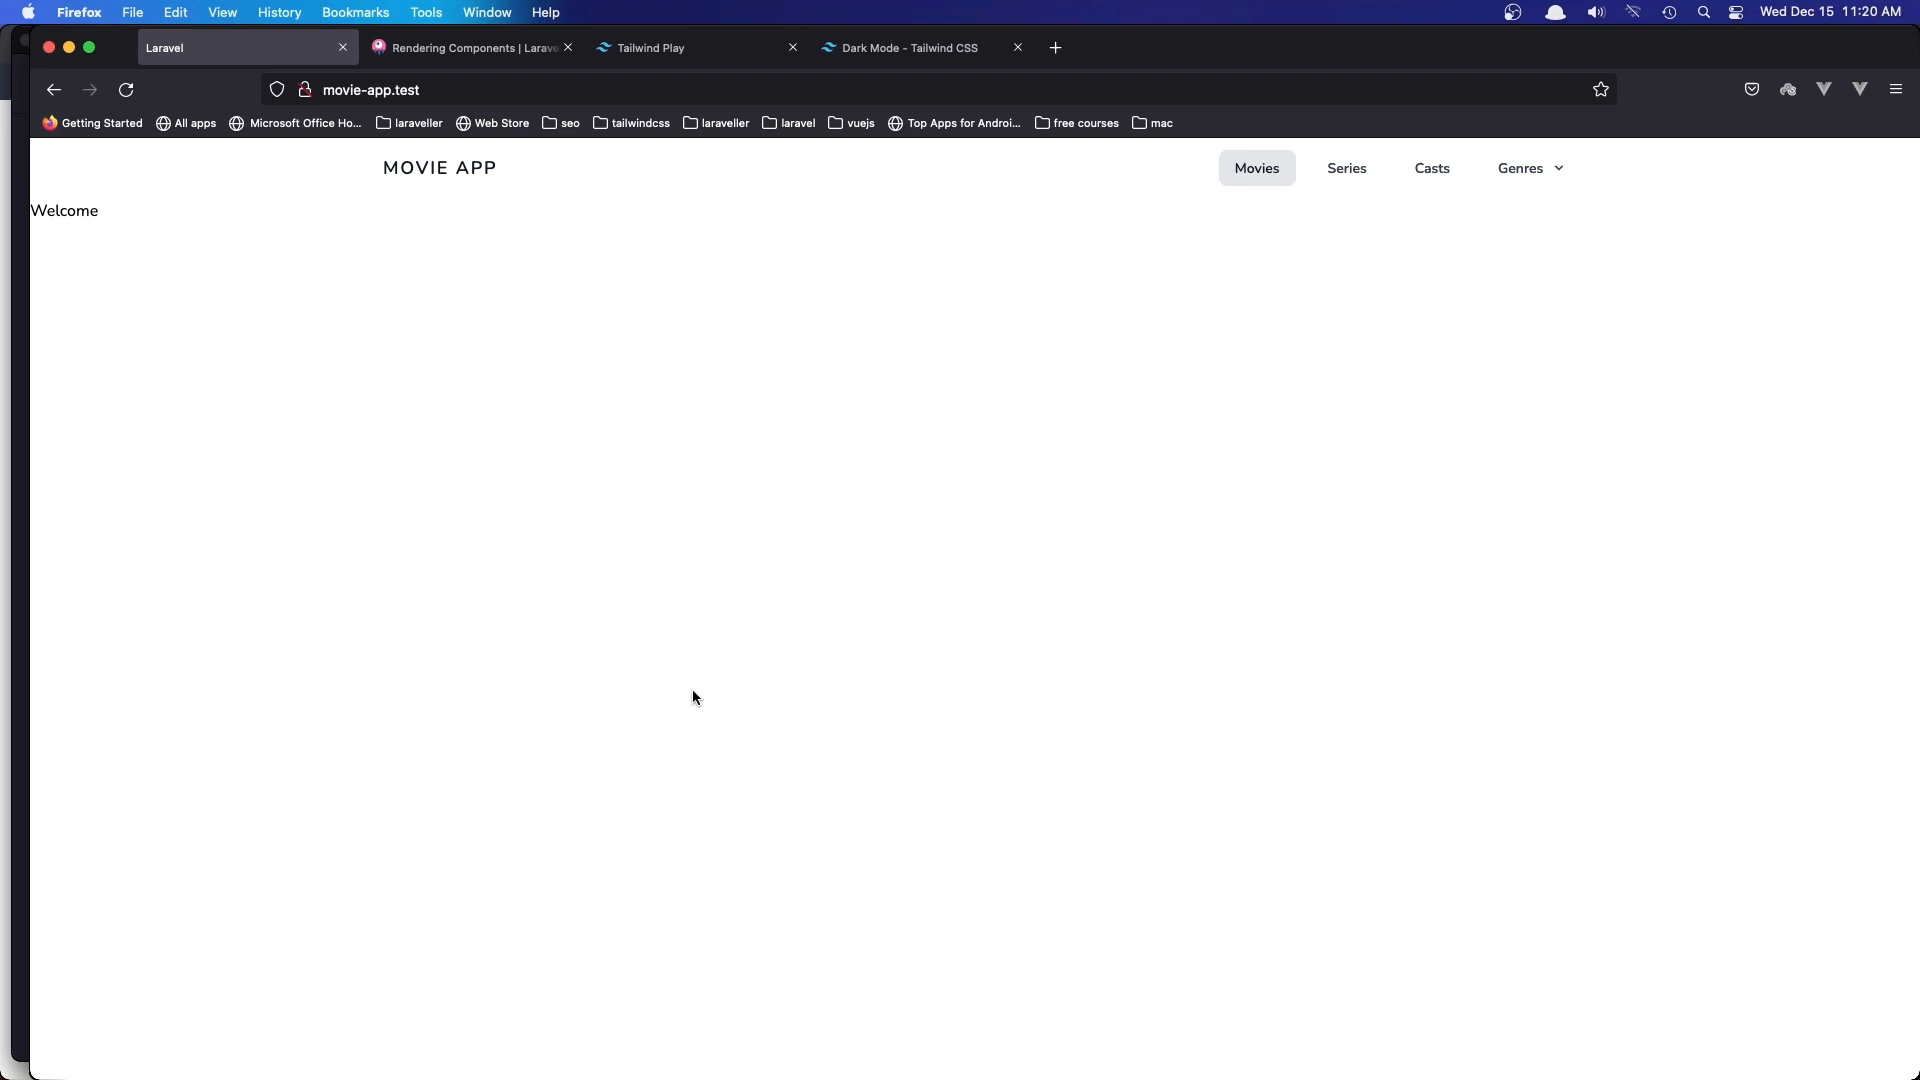 Firefox File Edit View History Bookmarks Tools Window Help Wed Dec 15 11:20 AM
Laravel Rendering Components | Larave Tailwind Play Dark Mode - Tailwind CSS
movie-app.test
Getting Started All apps Microsoft Office Ho... laraveller Web Store seo tailwindcss laraveller laravel vuejs Top Apps for Androi... free courses mac
MOVIE APP Movies Series Casts Genres
Welcome